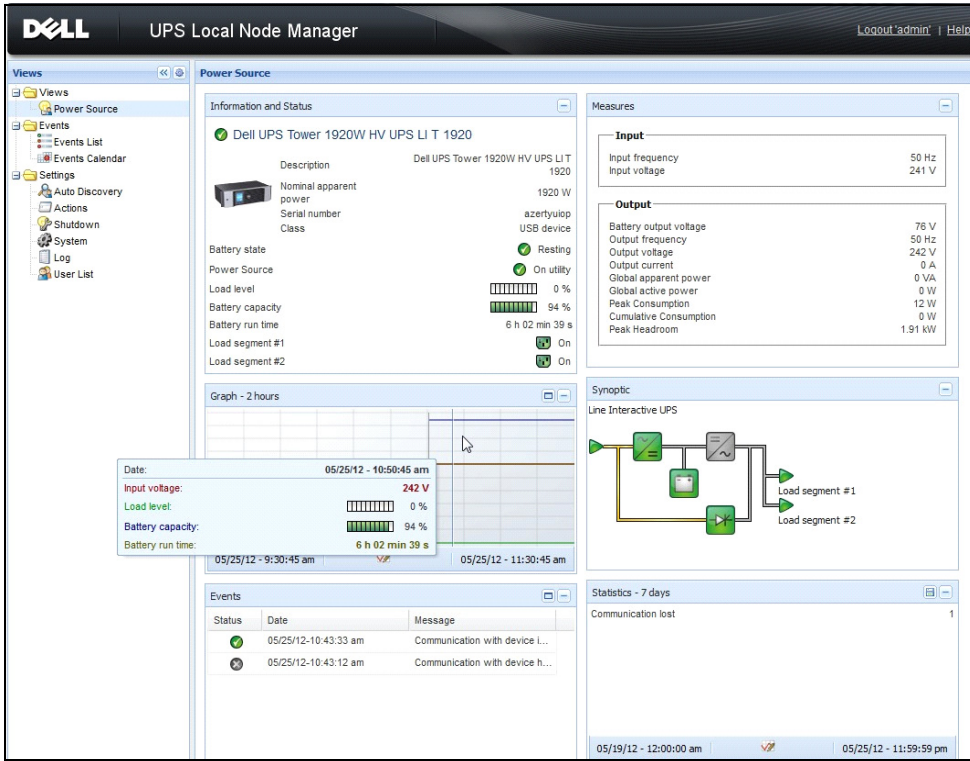 DELL UPS Local Node Manager Logout 'admin' | Help
Views
Views
Power Source
Events
Events List
Events Calendar
Settings
Auto Discovery
Actions
Shutdown
System
Log
User List
Power Source
Information and Status
Dell UPS Tower 1920W HV UPS LI T 1920
Description Dell UPS Tower 1920W HV UPS LI T
1920
Nominal apparent 1920 W
power
Serial number azertyuiop
Class USB device
Battery state Resting
Power Source On utility
Load level 0 %
Battery capacity 94 %
Battery run time 6 h 02 min 39 s
Load segment #1 On
Load segment #2 On
Measures
Input
Input frequency 50 Hz
Input voltage 241 V
Output
Battery output voltage 76 V
Output frequency 50 Hz
Output voltage 242 V
Output current 0 A
Global apparent power 0 VA
Global active power 0 W
Peak Consumption 12 W
Cumulative Consumption 0 W
Peak Headroom 1.91 kW
Graph - 2 hours
Date: 05/25/12 - 10:50:45 am
Input voltage: 242 V
Load level: 0 %
Battery capacity: 94 %
Battery run time: 6 h 02 min 39 s
05/25/12 - 9:30:45 am 05/25/12 - 11:30:45 am
Synoptic
Line Interactive UPS
Load segment #1
Load segment #2
Events
Status Date Message
05/25/12-10:43:33 am Communication with device i...
05/25/12-10:43:12 am Communication with device h...
Statistics - 7 days
Communication lost 1
05/19/12 - 12:00:00 am 05/25/12 - 11:59:59 pm